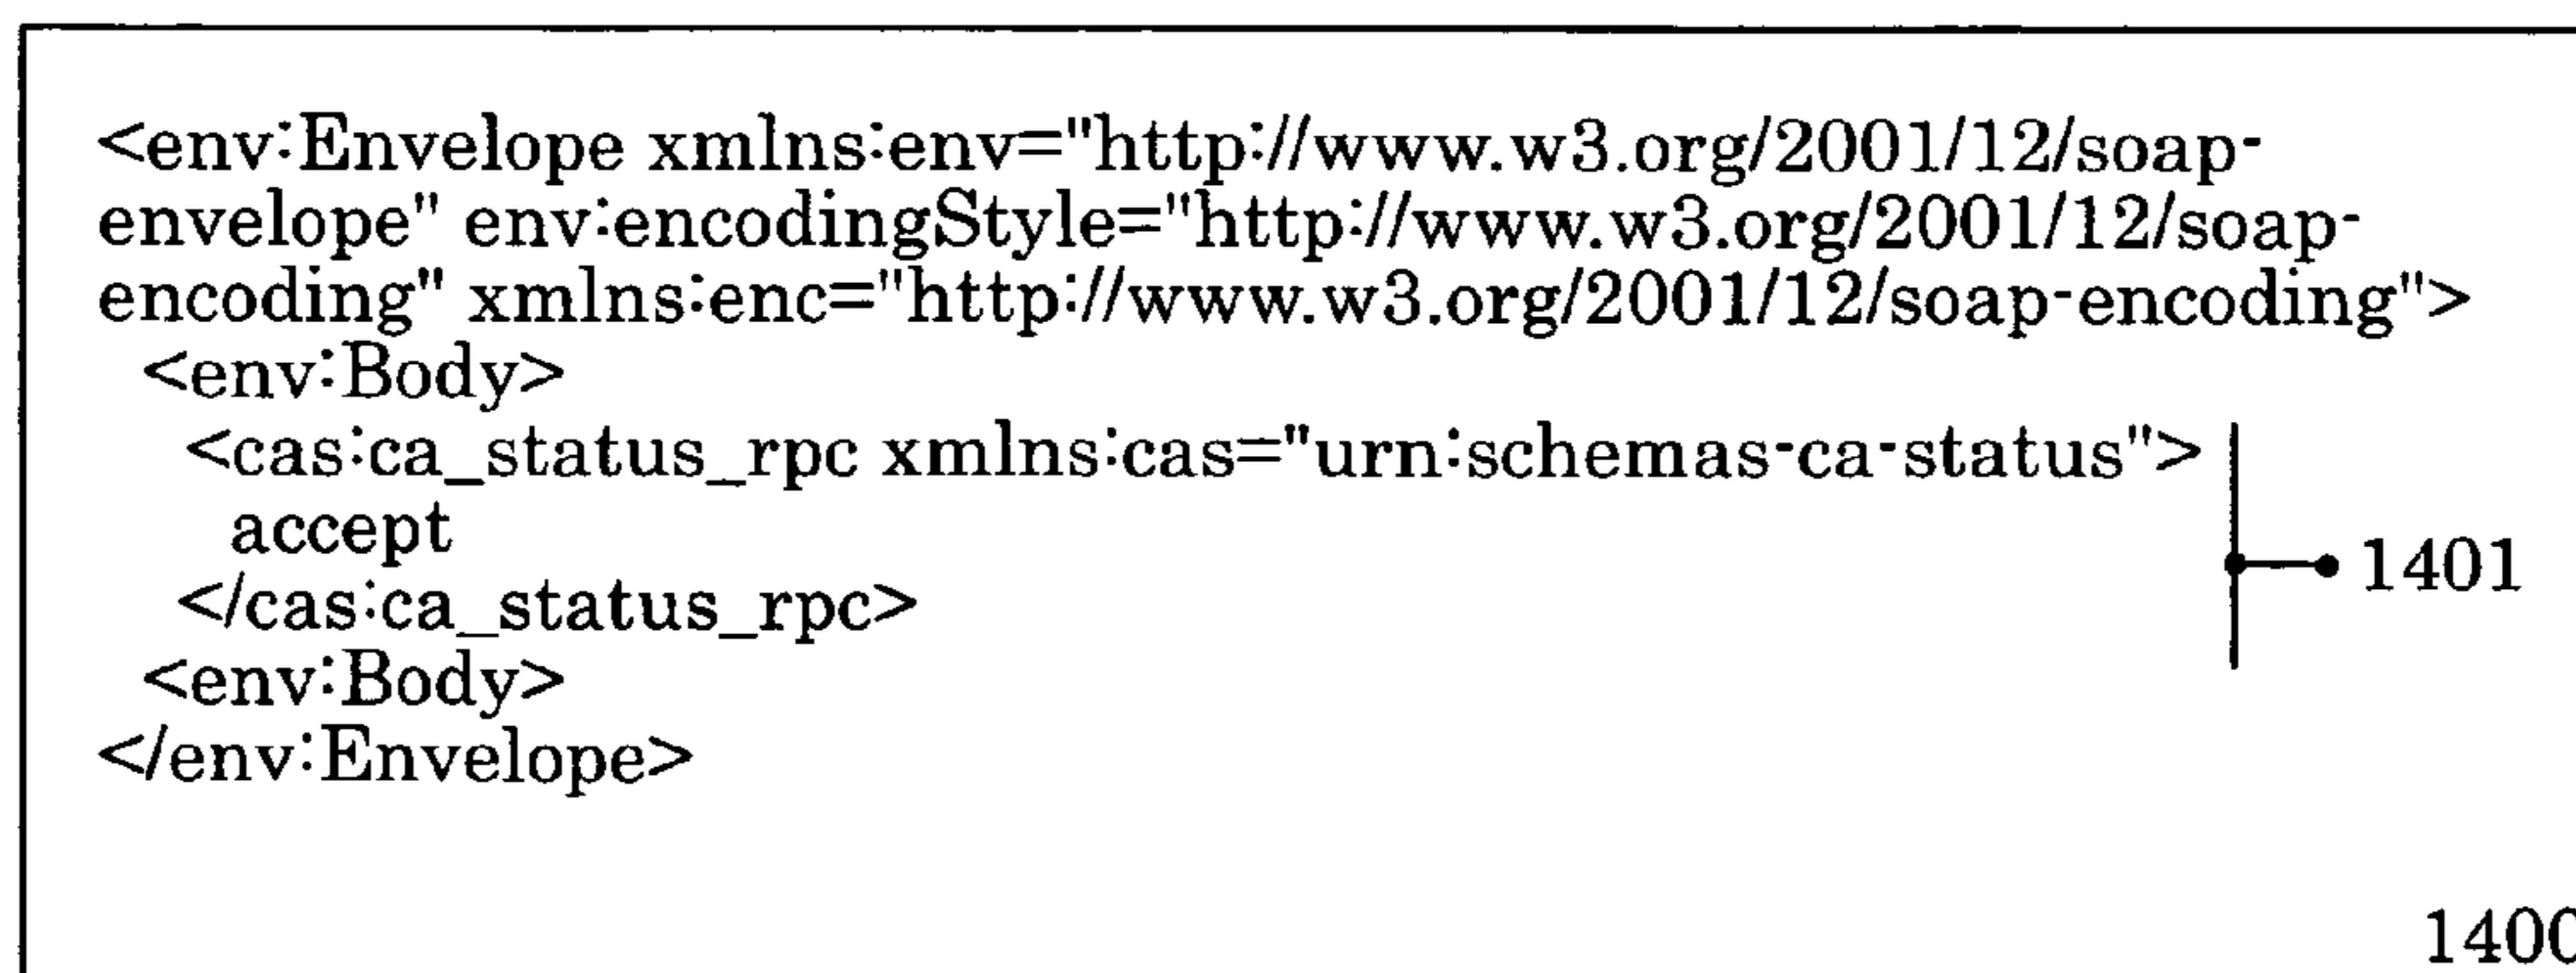 <env:Envelope xmlns:env="http://www.w3.org/2001/12/soap-
envelope" env:encodingStyle="http://www.w3.org/2001/12/soap-
encoding" xmlns:enc="http://www.w3.org/2001/12/soap-encoding">
<env:Body>
<cas:ca_status_rpc xmlns:cas="urn:schemas-ca-status">
accept
1401
</cas:ca_status_rpc>
<env:Body>
</env:Envelope>
1400